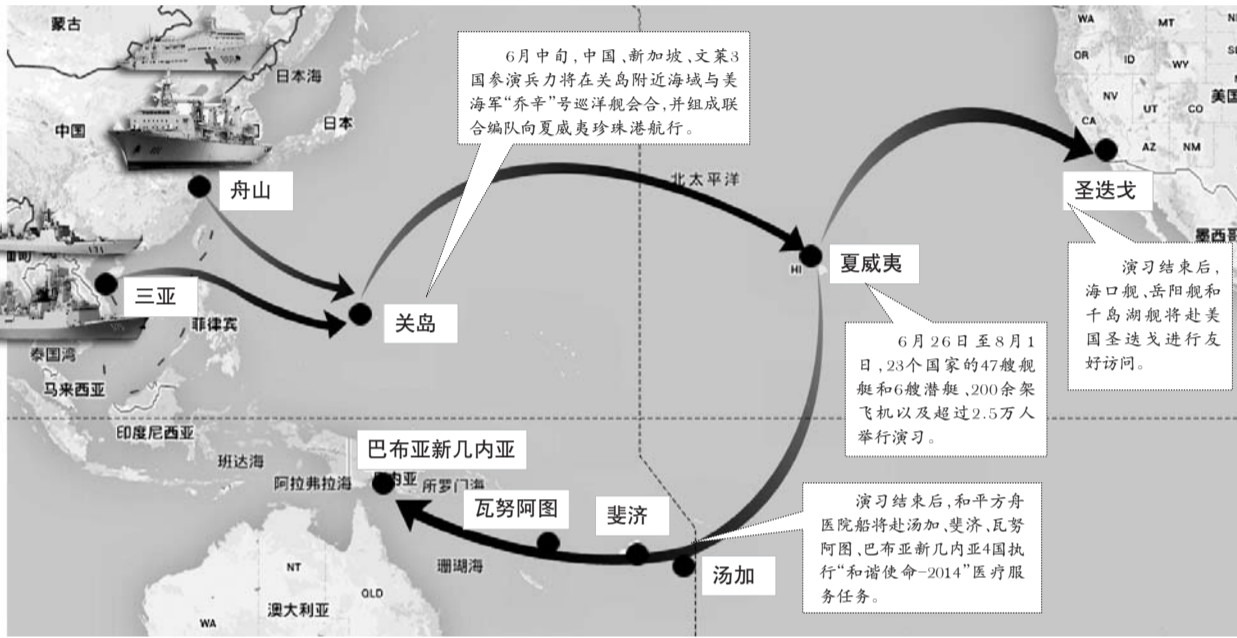 蒙古
日本海
中国
日本
6月中旬,中国、新加坡、文莱3
国参演兵力将在关岛附近海域与美
海军“乔辛”号巡洋舰会合,并组成联
合编队向夏威夷珍珠港航行。
WA
MT
OR
ID
WY
NV
UT
CO
美国
CA
AZ
NM
舟山
北太平洋
圣迭戈
墨西哥
三亚
HI
夏威夷
关岛
菲律宾
泰国湾
马来西亚
印度尼西亚
演习结束后,
海口舰、岳阳舰和
千岛湖舰将赴美
国圣迭戈进行友
好访问。
6月26日至8月1
日,23个国家的47艘舰
艇和6艘潜艇、200余架
飞机以及超过2.5万人
举行演习。
巴布亚新几内亚
班达海
阿拉弗拉海
内亚
所罗门海
瓦努阿图
斐济
汤加
珊瑚海
演习结束后,和平方舟
医院船将赴汤加、斐济、瓦努
阿图、巴布亚新几内亚4国执
行“和谐使命-2014”医疗服
务任务。
NT
QLD
澳大利亚
WA